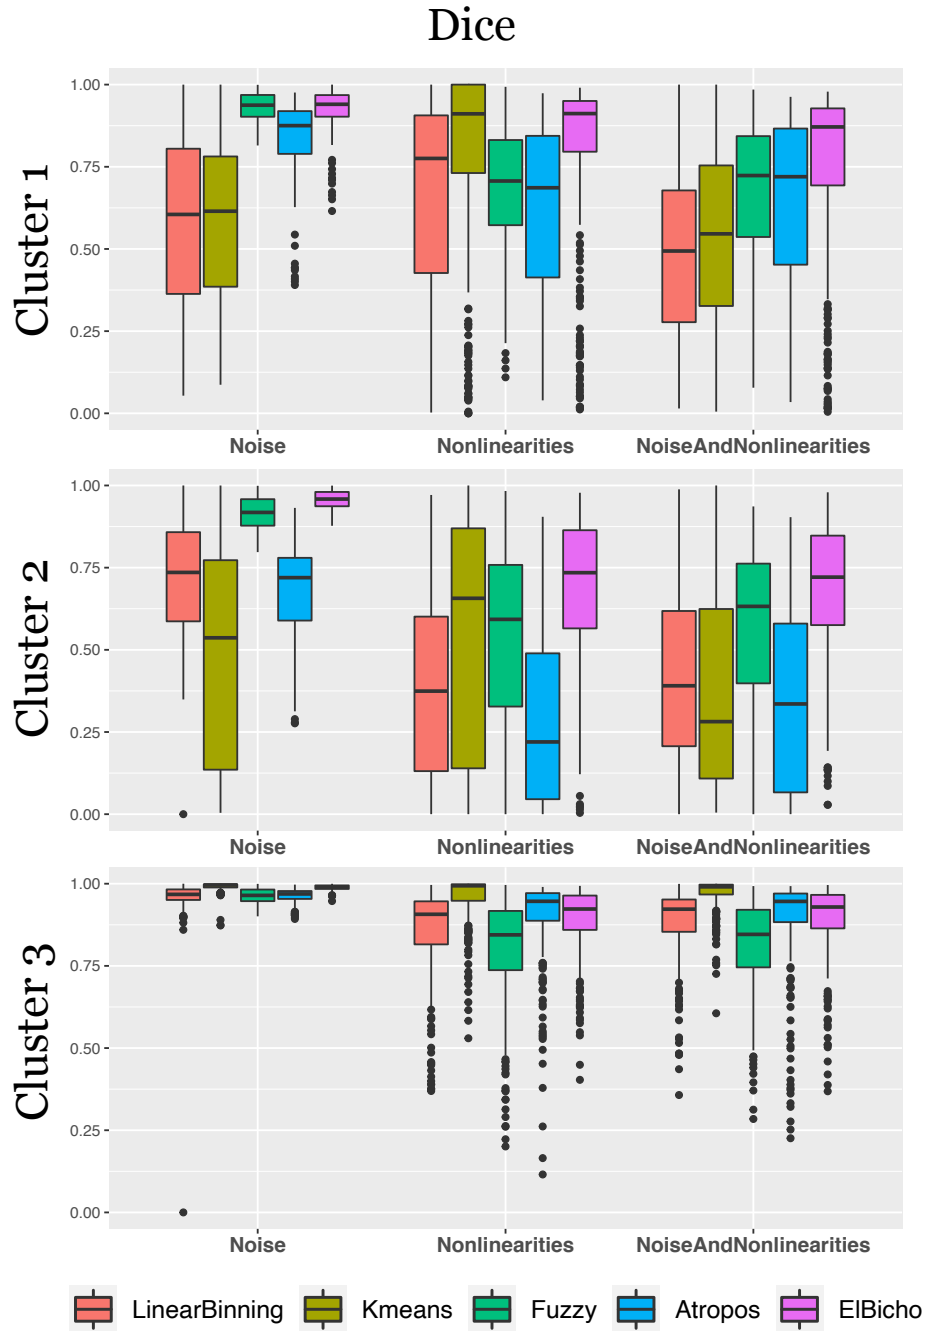 Dice
Cluster 1
1.00
0.75
0.50
0.25
0.00
Noise Nonlinearities NoiseAndNonlinearities
Cluster 2
1.00
0.75
0.50
0.25
0.00
Noise Nonlinearities NoiseAndNonlinearities
Cluster 3
1.00
0.75
0.50
0.25
0.00
Noise Nonlinearities NoiseAndNonlinearities
LinearBinning Kmeans Fuzzy Atropos ElBicho